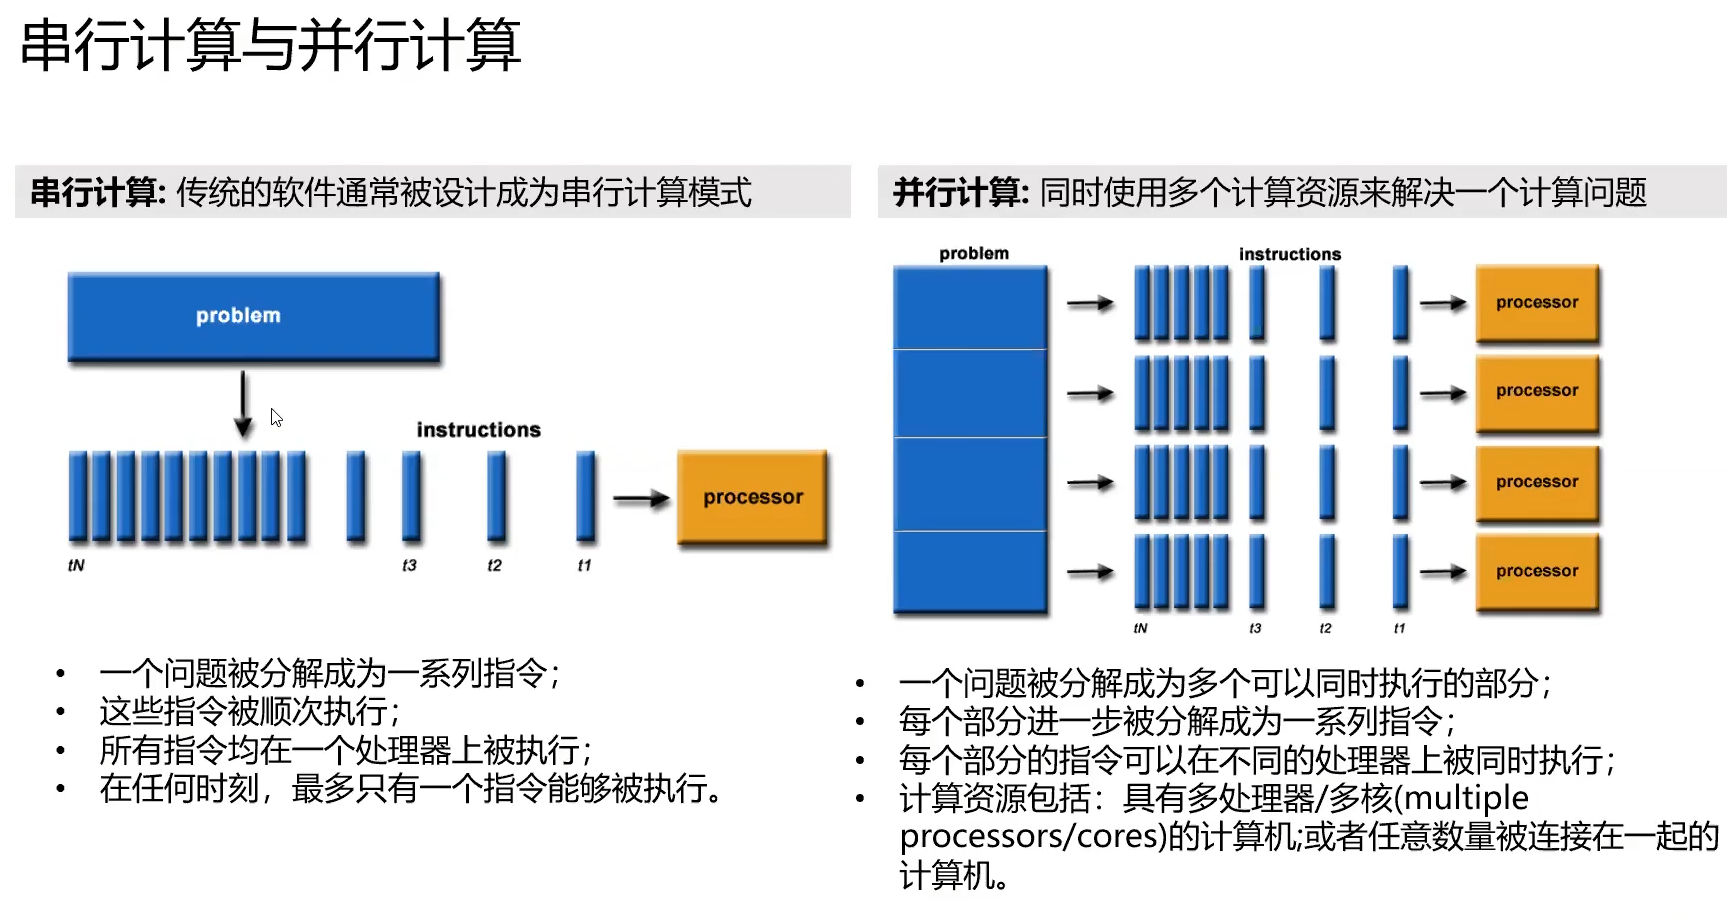 串行计算与并行计算
串行计算: 传统的软件通常被设计成为串行计算模式
problem
instructions
processor
tN
t3
t2
t1
• 一个问题被分解成为一系列指令；
• 这些指令被顺次执行；
• 所有指令均在一个处理器上被执行；
• 在任何时刻，最多只有一个指令能够被执行。
并行计算: 同时使用多个计算资源来解决一个计算问题
problem
instructions
processor
processor
processor
processor
tN
t3
t2
t1
• 一个问题被分解成为多个可以同时执行的部分；
• 每个部分进一步被分解成为一系列指令；
• 每个部分的指令可以在不同的处理器上被同时执行；
• 计算资源包括：具有多处理器/多核(multiple
processors/cores)的计算机;或者任意数量被连接在一起的
计算机。